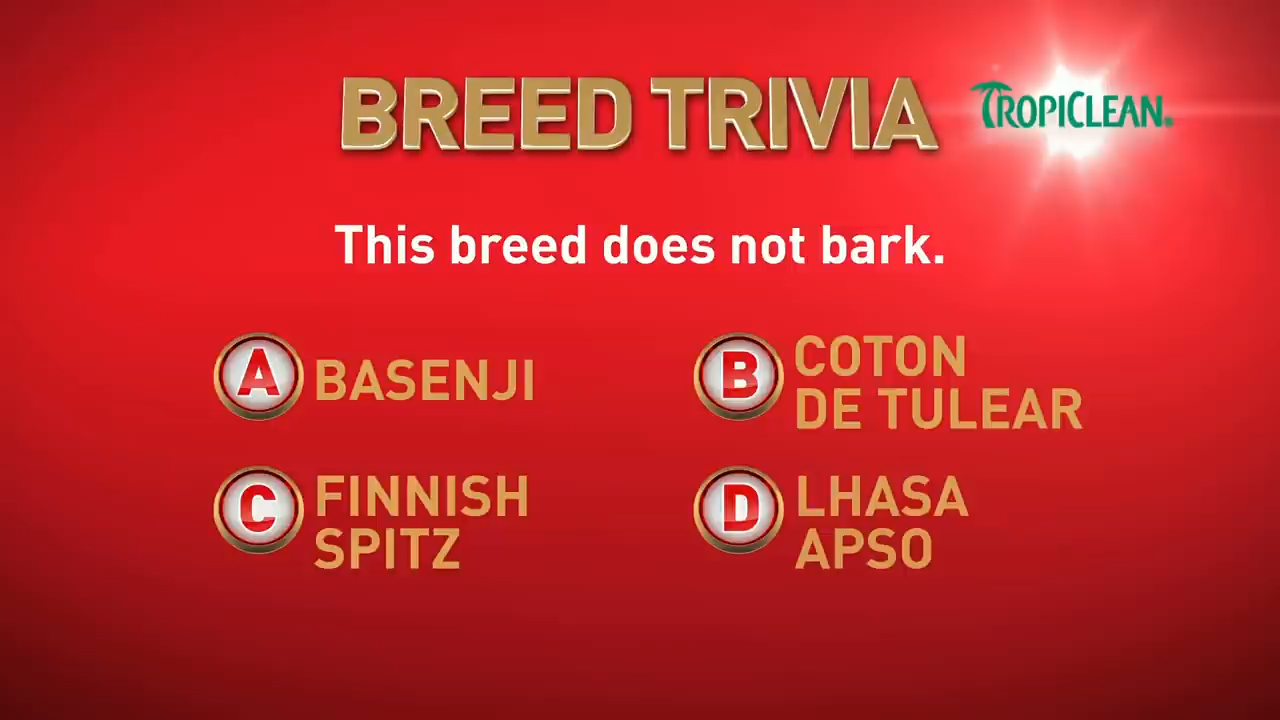 BREED TRIVIA
TROPICLEAN.
This breed does not bark.
A BASENJI
B COTON
DE TULEAR
C FINNISH
SPITZ
D LHASA
APSO